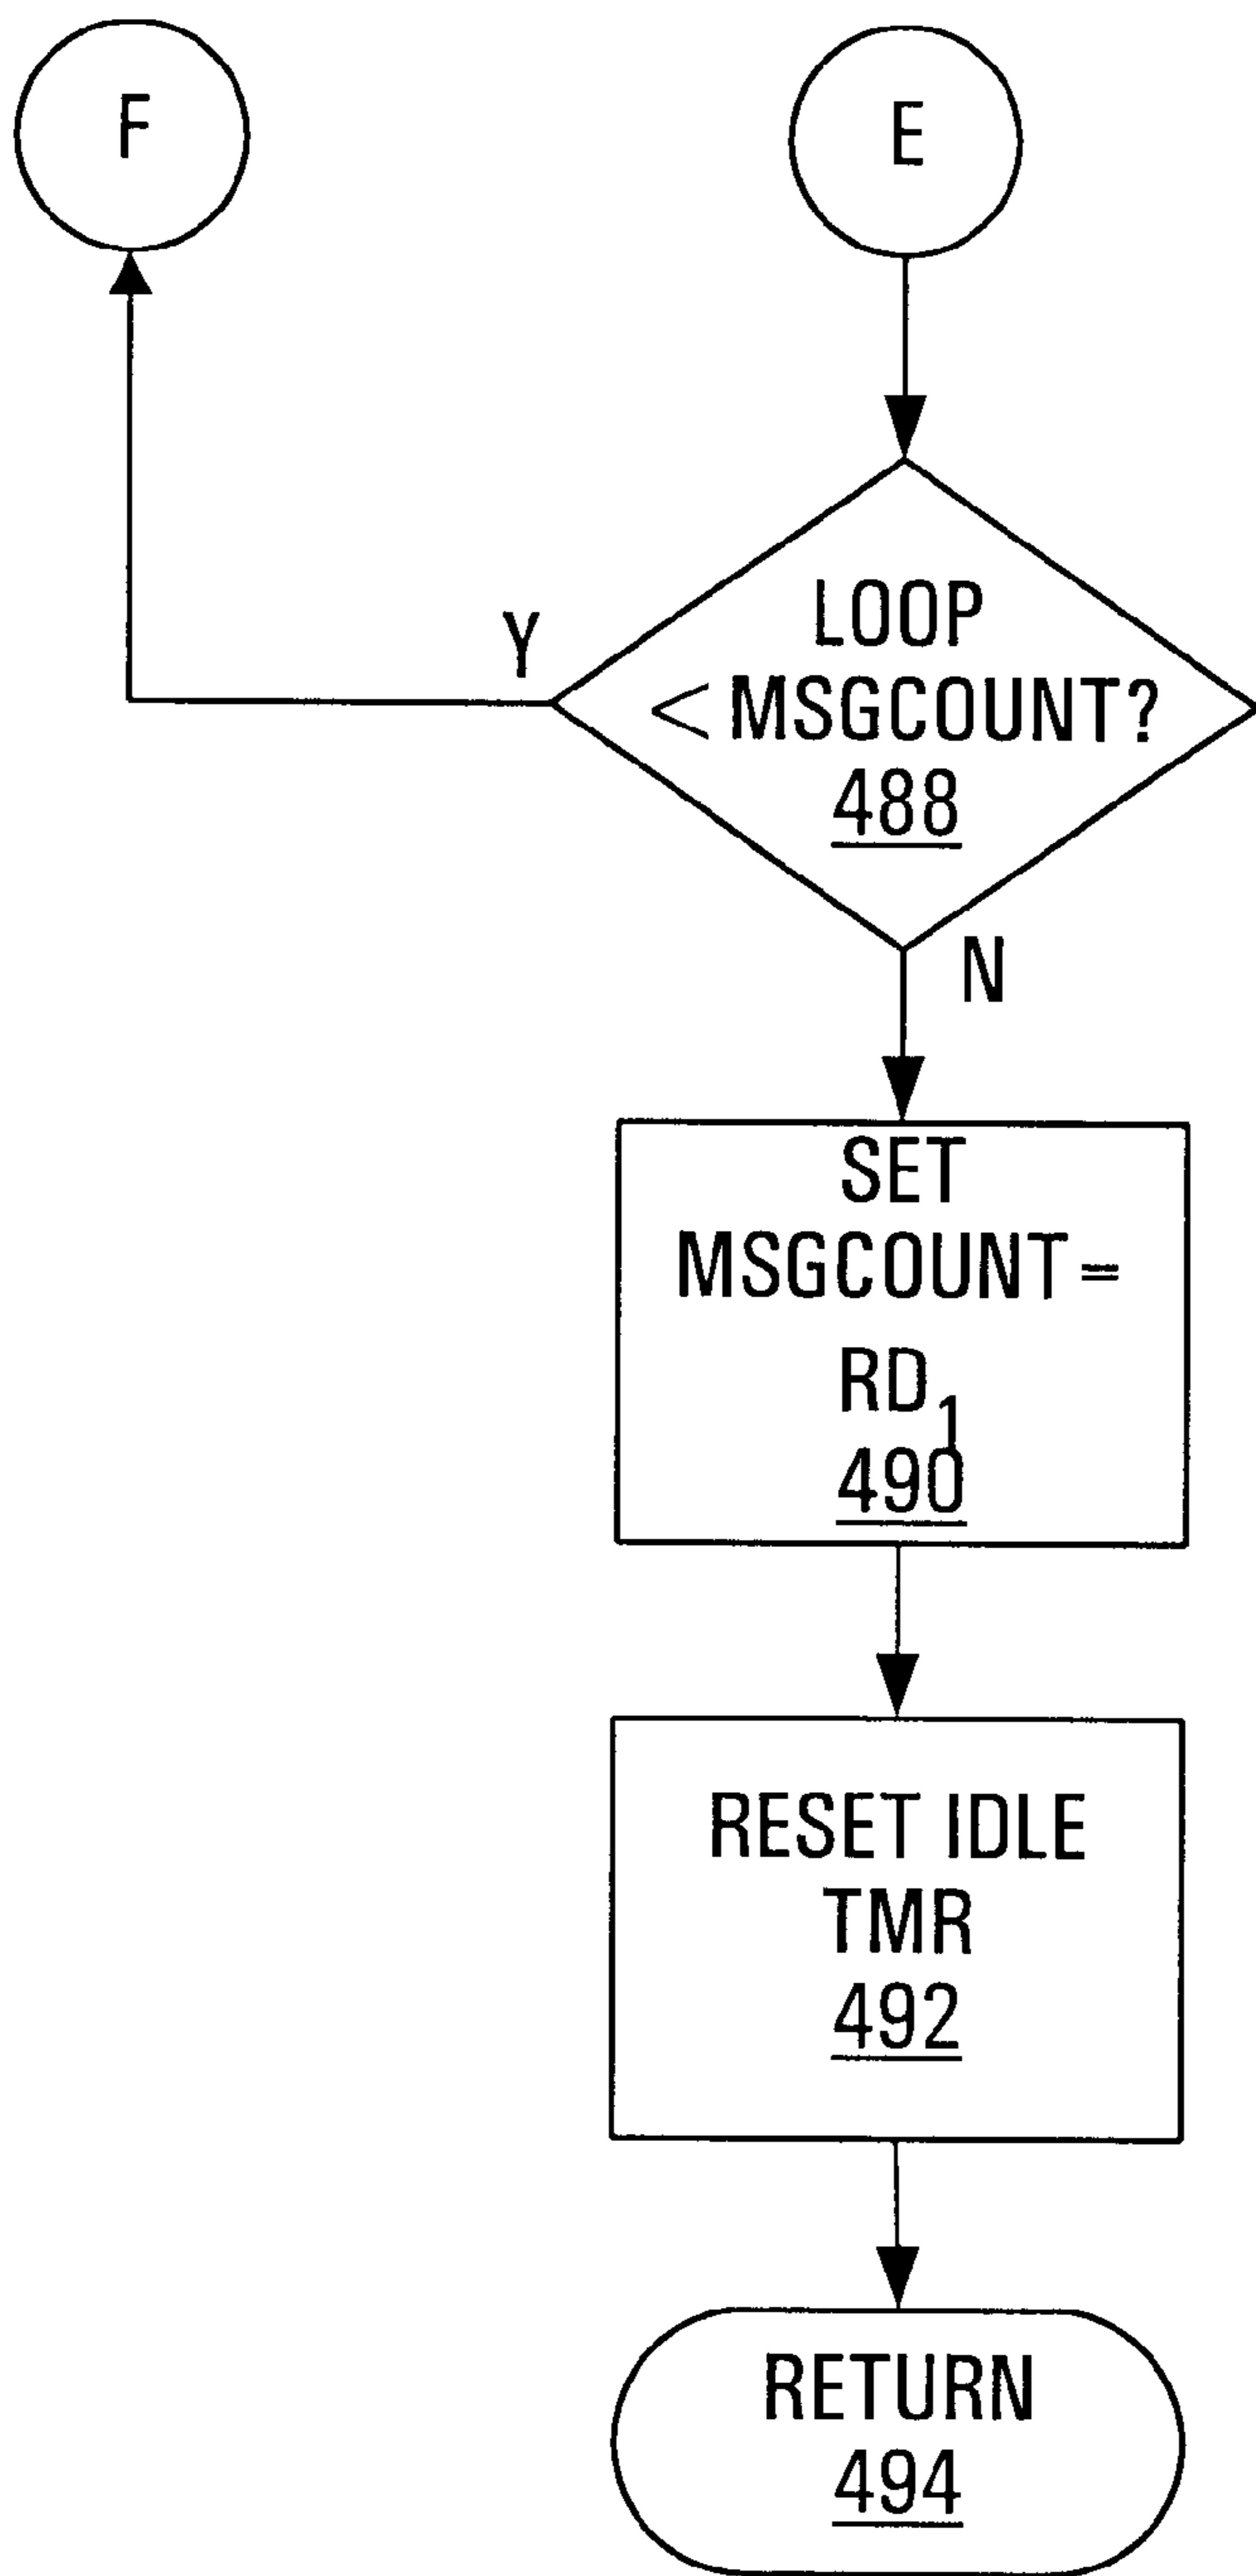 F
E
LOOP
Y
< MSGCOUNT?
488
N
SET
MSGCOUNT =
RD₁
490
RESET IDLE
TMR
492
RETURN
494